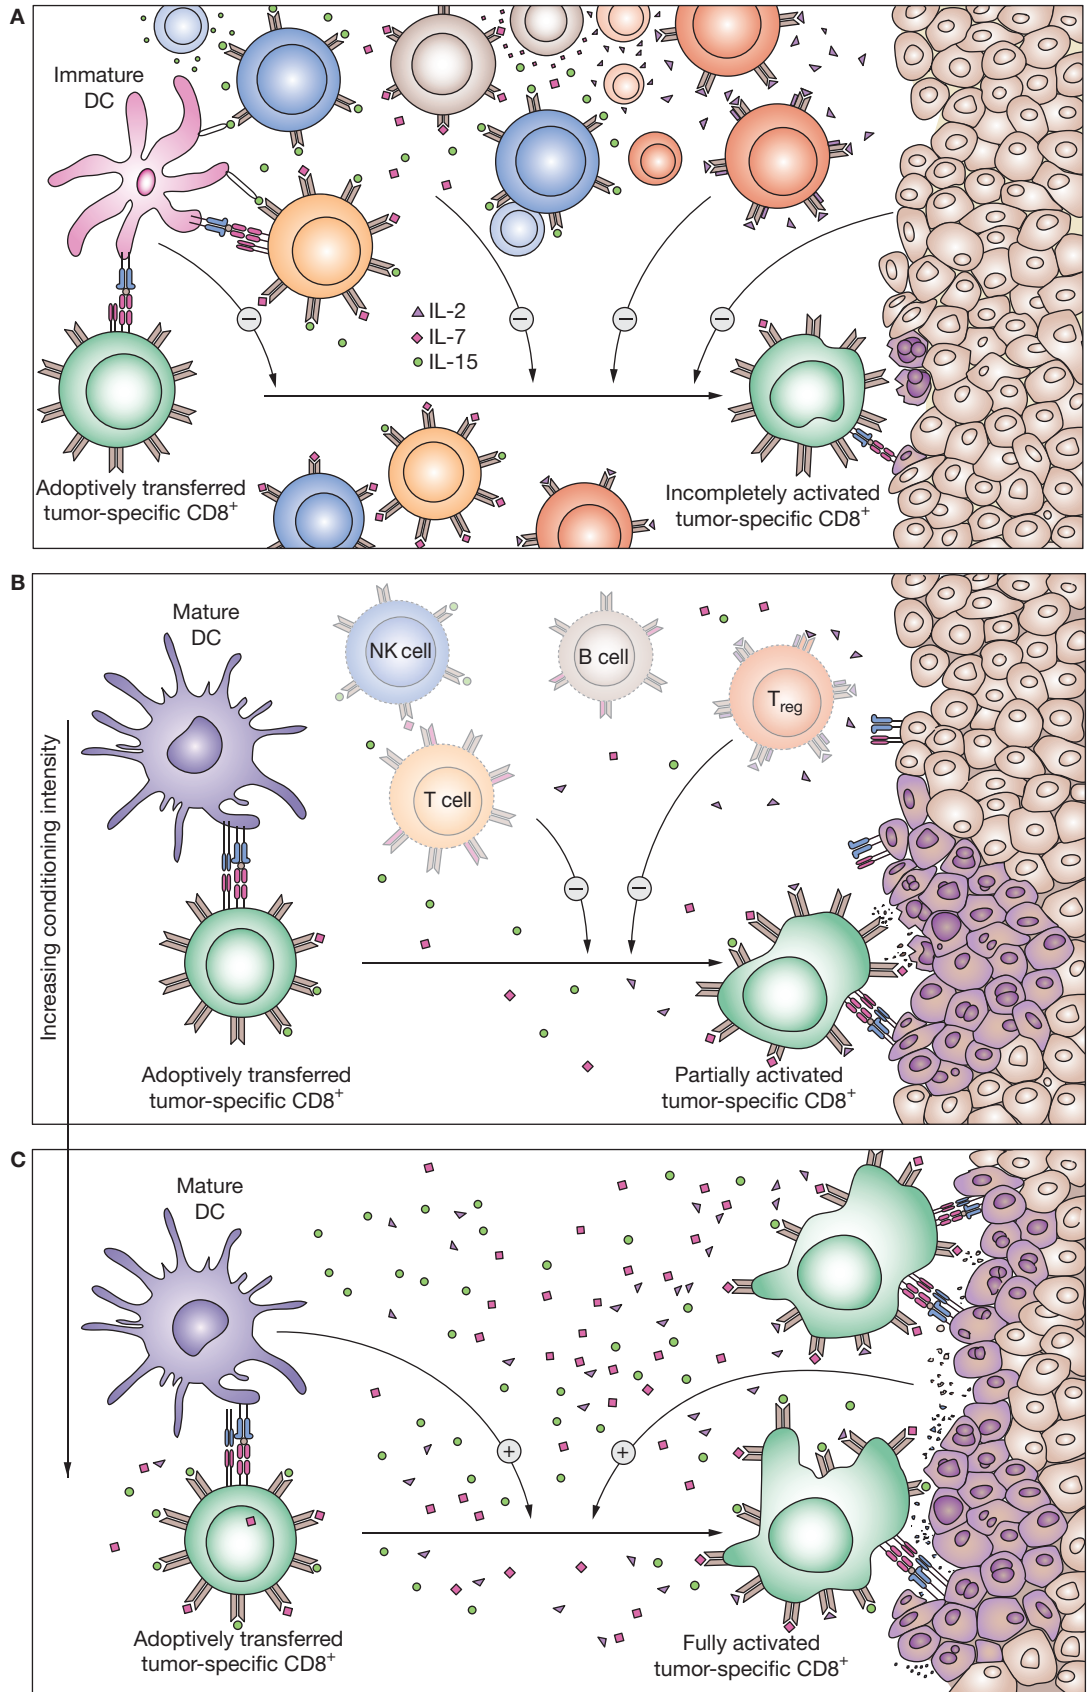 A
Immature
DC
IL-2
IL-7
IL-15
Adoptively transferred
tumor-specific CD8+
Incompletely activated
tumor-specific CD8+
B
Mature
DC
NK cell
B cell
Treg
T cell
Increasing conditioning intensity
Adoptively transferred
tumor-specific CD8+
Partially activated
tumor-specific CD8+
C
Mature
DC
Adoptively transferred
tumor-specific CD8+
Fully activated
tumor-specific CD8+